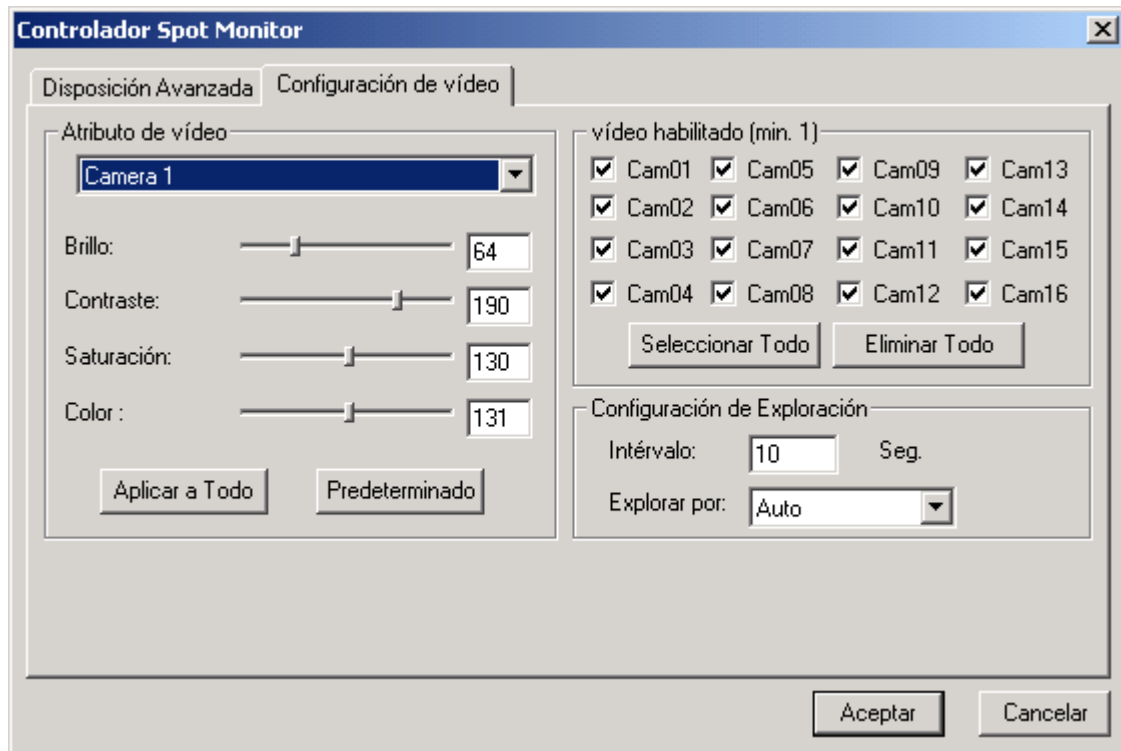 Controlador Spot Monitor
Disposición Avanzada
Configuración de vídeo
Atributo de vídeo
Camera 1
Brillo: 64
Contraste: 190
Saturación: 130
Color : 131
Aplicar a Todo Predeterminado
vídeo habilitado (min. 1)
Cam01 Cam05 Cam09 Cam13
Cam02 Cam06 Cam10 Cam14
Cam03 Cam07 Cam11 Cam15
Cam04 Cam08 Cam12 Cam16
Seleccionar Todo Eliminar Todo
Configuración de Exploración
Intérvalo: 10 Seg.
Explorar por: Auto
Aceptar Cancelar